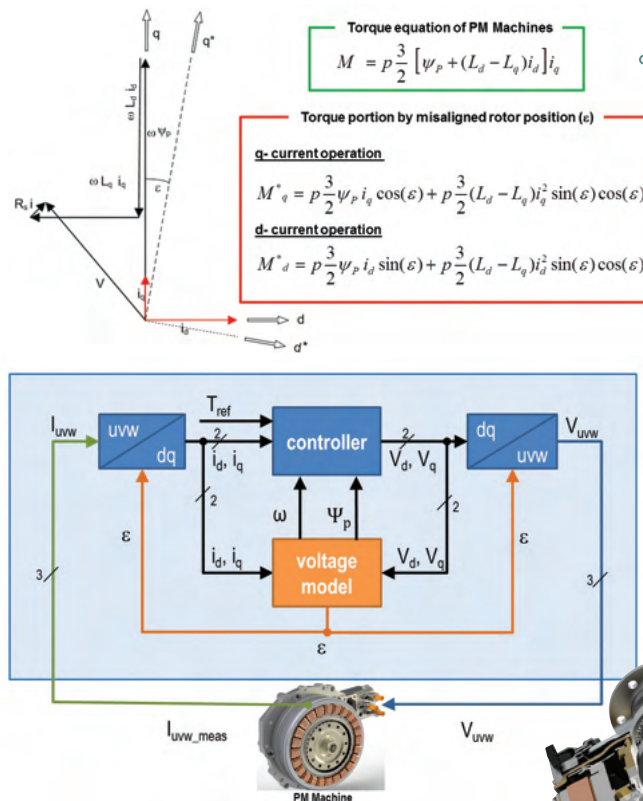 q
q*
ω L_d i_d
ω Ψ_P
ω L_q i_q
ε
R_s i
V
i_q
i_d
d
d*
Torque equation of PM Machines
M = p 3/2 [ψ_P + (L_d − L_q)i_d] i_q
Torque portion by misaligned rotor position (ε)
q- current operation
M*_q = p 3/2 ψ_P i_q cos(ε) + p 3/2 (L_d − L_q) i_q² sin(ε) cos(ε)
d- current operation
M*_d = p 3/2 ψ_P i_d sin(ε) + p 3/2 (L_d − L_q) i_d² sin(ε) cos(ε)
I_uvw
uvw
dq
T_ref
2
i_d, i_q
controller
2
V_d, V_q
dq
uvw
V_uvw
2
ω
Ψ_p
2
ε
i_d, i_q
voltage
model
V_d, V_q
ε
3
3
ε
I_uvw_meas
V_uvw
PM Machine